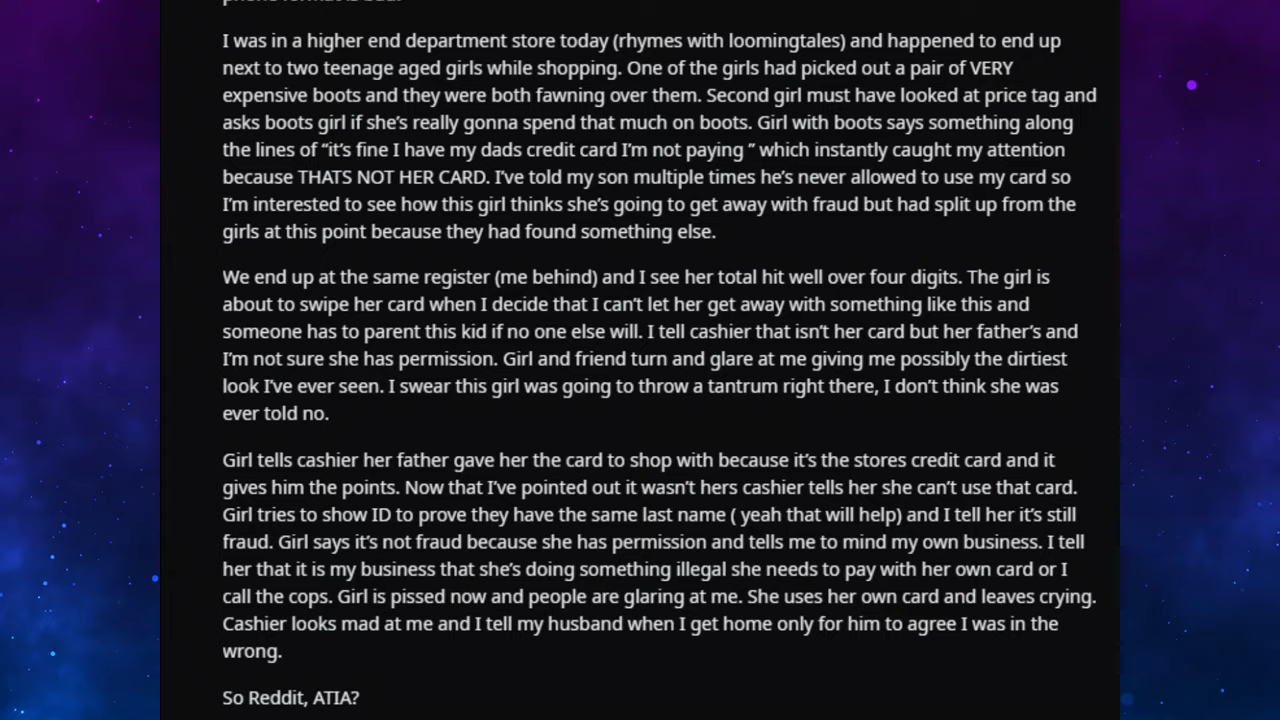 I was in a higher end department store today (rhymes with loomingtales) and happened to end up
next to two teenage aged girls while shopping. One of the girls had picked out a pair of VERY
expensive boots and they were both fawning over them. Second girl must have looked at price tag and
asks boots girl if she’s really gonna spend that much on boots. Girl with boots says something along
the lines of “it’s fine I have my dads credit card I’m not paying ” which instantly caught my attention
because THATS NOT HER CARD. I’ve told my son multiple times he’s never allowed to use my card so
I’m interested to see how this girl thinks she’s going to get away with fraud but had split up from the
girls at this point because they had found something else.
We end up at the same register (me behind) and I see her total hit well over four digits. The girl is
about to swipe her card when I decide that I can’t let her get away with something like this and
someone has to parent this kid if no one else will. I tell cashier that isn’t her card but her father’s and
I’m not sure she has permission. Girl and friend turn and glare at me giving me possibly the dirtiest
look I’ve ever seen. I swear this girl was going to throw a tantrum right there, I don’t think she was
ever told no.
Girl tells cashier her father gave her the card to shop with because it’s the stores credit card and it
gives him the points. Now that I’ve pointed out it wasn’t hers cashier tells her she can’t use that card.
Girl tries to show ID to prove they have the same last name ( yeah that will help) and I tell her it’s still
fraud. Girl says it’s not fraud because she has permission and tells me to mind my own business. I tell
her that it is my business that she’s doing something illegal she needs to pay with her own card or I
call the cops. Girl is pissed now and people are glaring at me. She uses her own card and leaves crying.
Cashier looks mad at me and I tell my husband when I get home only for him to agree I was in the
wrong.
So Reddit, ATIA?